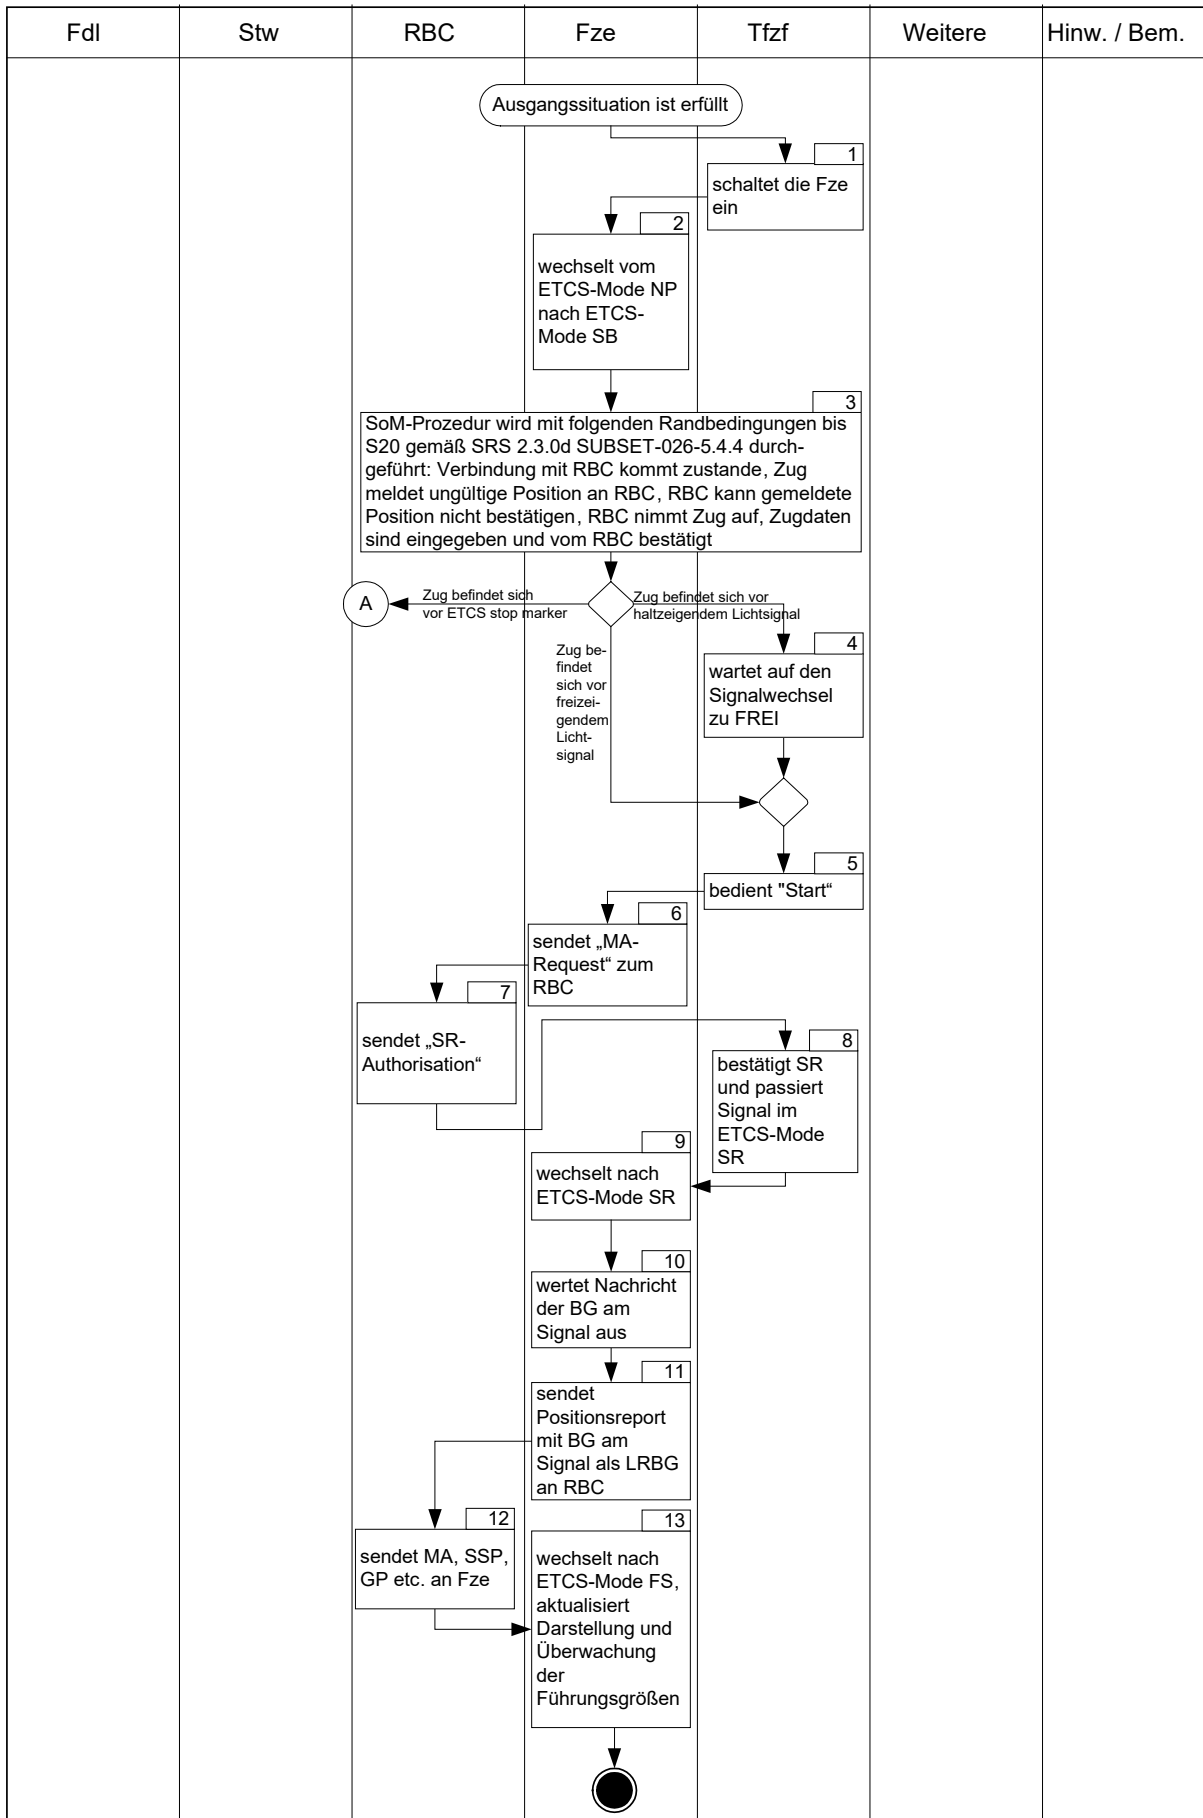 Fdl
Stw
RBC
Fze
Tfzf
Weitere
Hinw. / Bem.
Ausgangssituation ist erfüllt
1
schaltet die Fze
ein
2
wechselt vom
ETCS-Mode NP
nach ETCS-
Mode SB
3
SoM-Prozedur wird mit folgenden Randbedingungen bis
S20 gemäß SRS 2.3.0d SUBSET-026-5.4.4 durch-
geführt: Verbindung mit RBC kommt zustande, Zug
meldet ungültige Position an RBC, RBC kann gemeldete
Position nicht bestätigen, RBC nimmt Zug auf, Zugdaten
sind eingegeben und vom RBC bestätigt
A
Zug befindet sich
vor ETCS stop marker
Zug befindet sich vor
haltzeigendem Lichtsignal
Zug be-
findet
sich vor
freizei-
gendem
Licht-
signal
4
wartet auf den
Signalwechsel
zu FREI
5
bedient "Start“
6
sendet „MA-
Request“ zum
RBC
7
sendet „SR-
Authorisation“
8
bestätigt SR
und passiert
Signal im
ETCS-Mode
SR
9
wechselt nach
ETCS-Mode SR
10
wertet Nachricht
der BG am
Signal aus
11
sendet
Positionsreport
mit BG am
Signal als LRBG
an RBC
12
sendet MA, SSP,
GP etc. an Fze
13
wechselt nach
ETCS-Mode FS,
aktualisiert
Darstellung und
Überwachung
der
Führungsgrößen